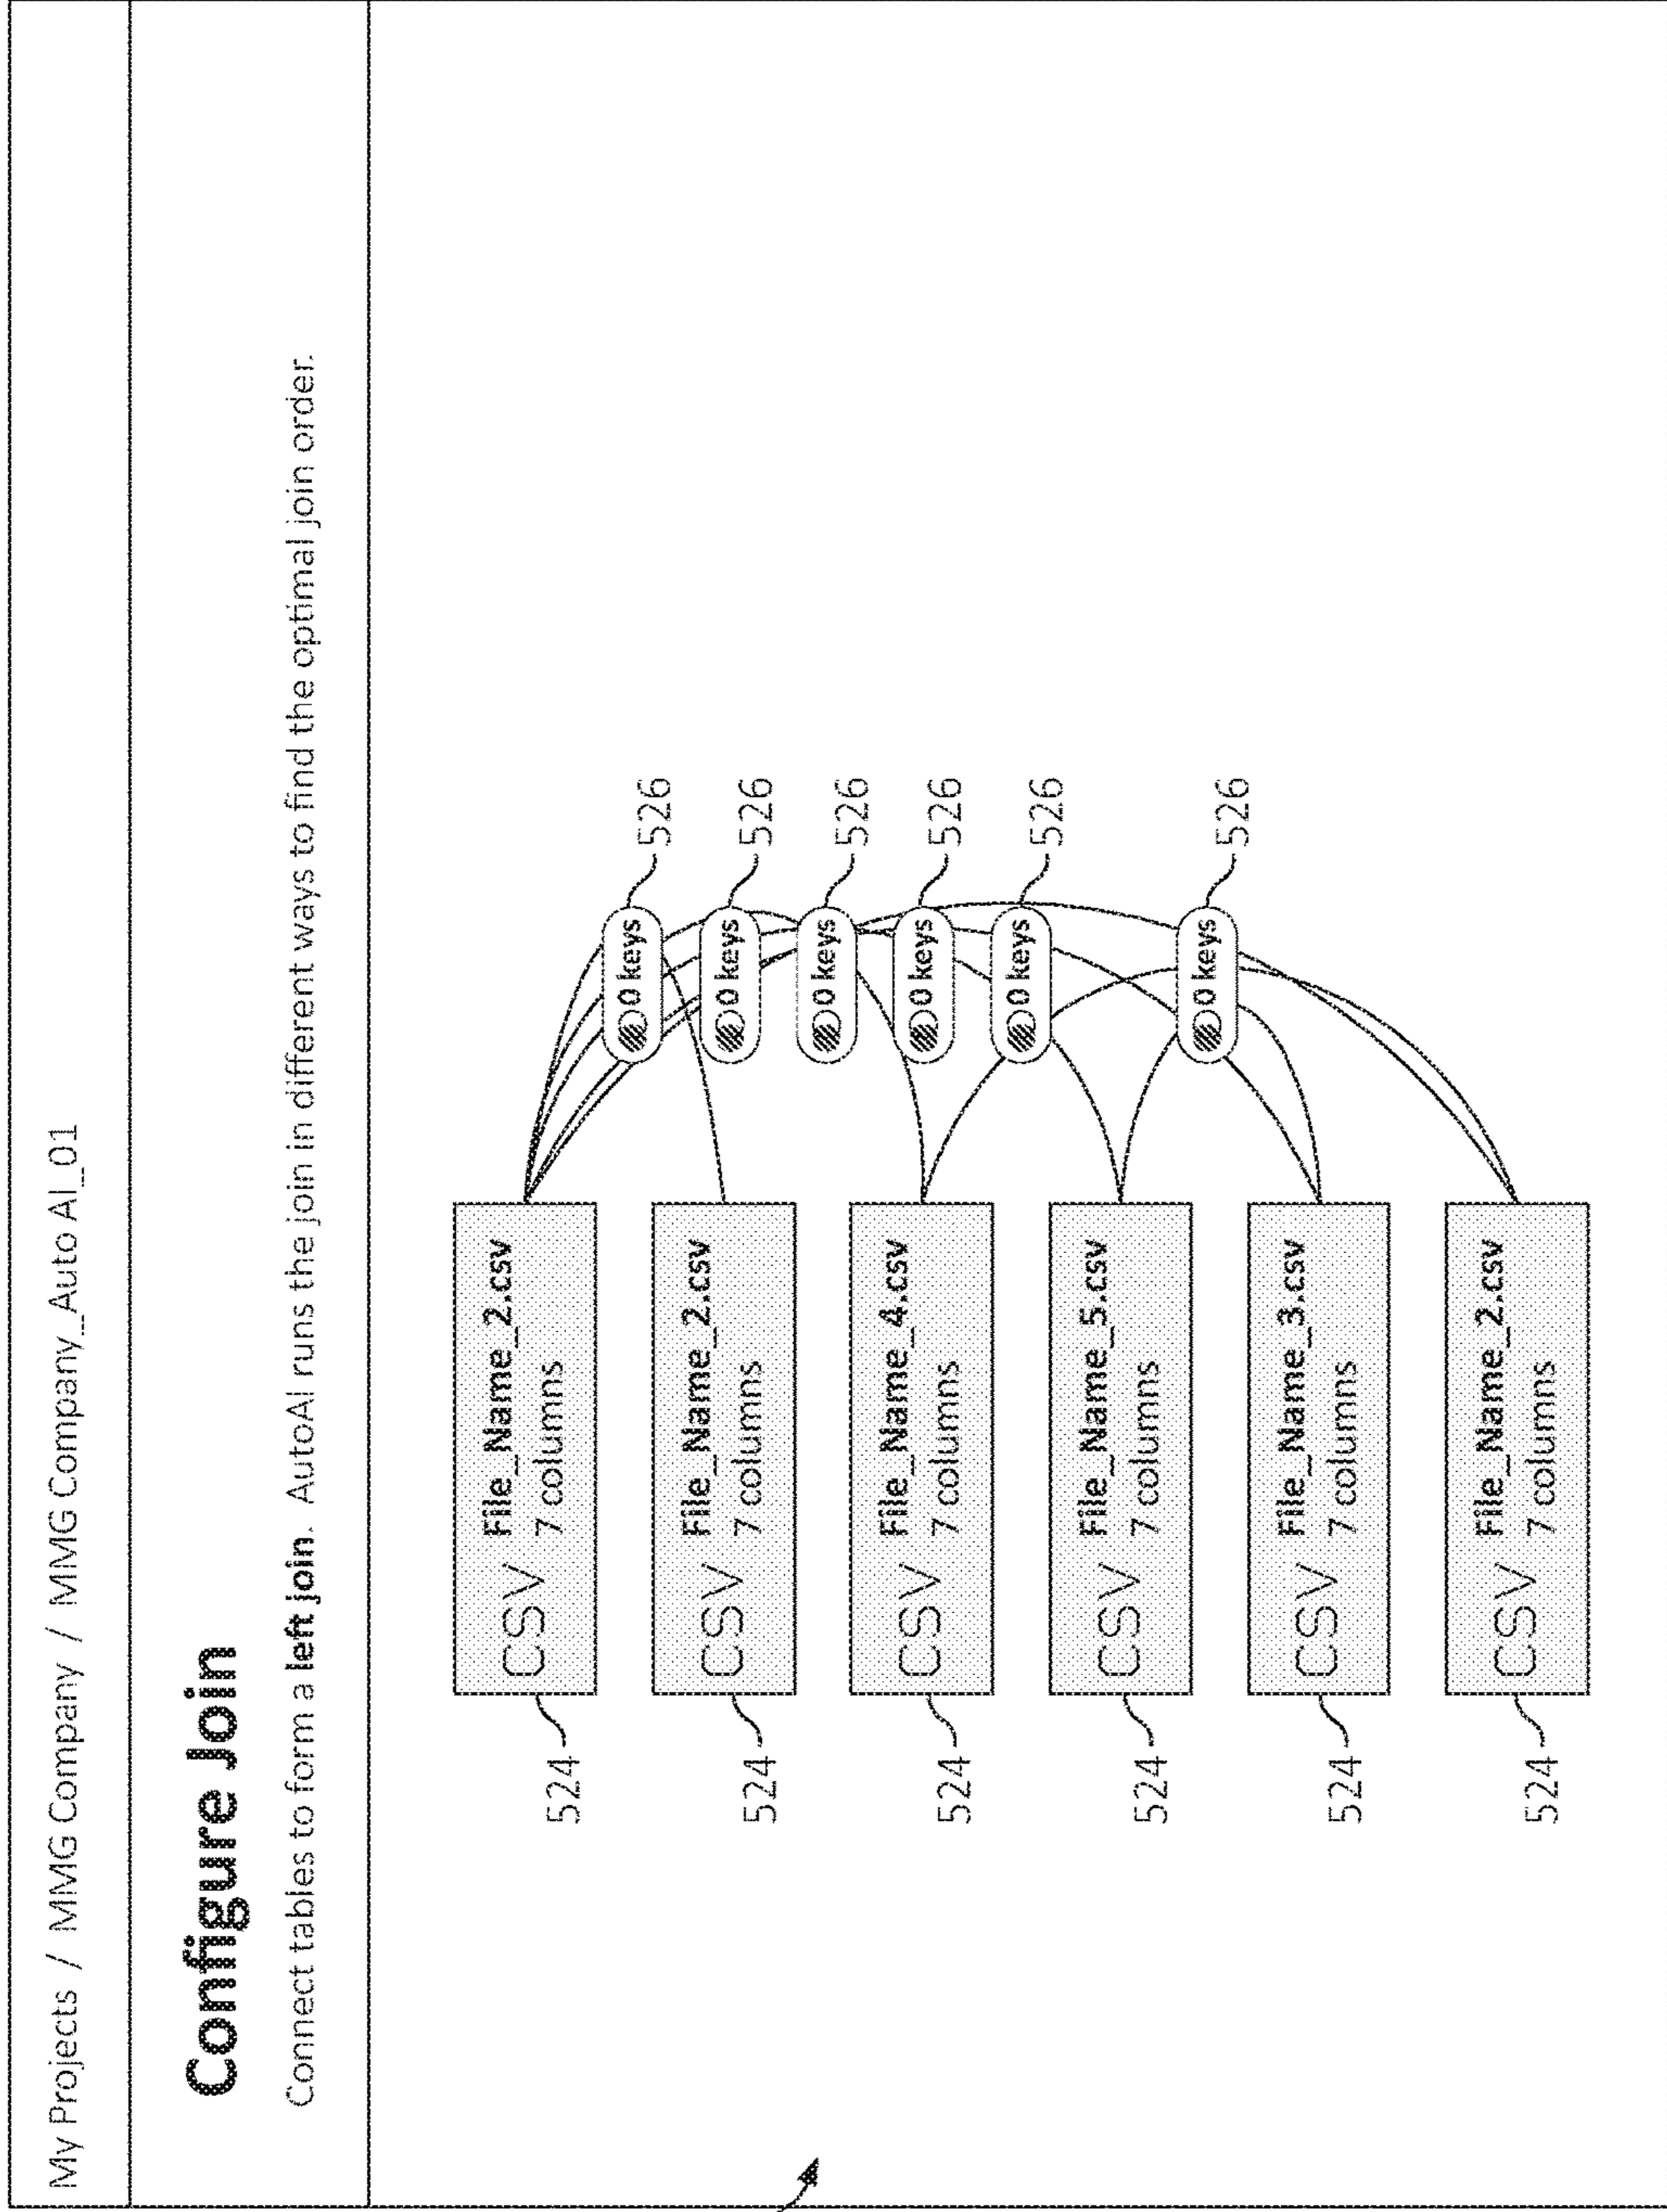 My Projects / MMG Company / MMG Company_Auto AI_01
Configure Join
Connect tables to form a left join. AutoAI runs the join in different ways to find the optimal join order.
524
CSV File_Name_2.csv
7 columns
0 keys
526
524
CSV File_Name_2.csv
7 columns
0 keys
526
524
CSV File_Name_4.csv
7 columns
0 keys
526
0 keys
526
524
CSV File_Name_5.csv
7 columns
0 keys
526
524
CSV File_Name_3.csv
7 columns
0 keys
526
524
CSV File_Name_2.csv
7 columns